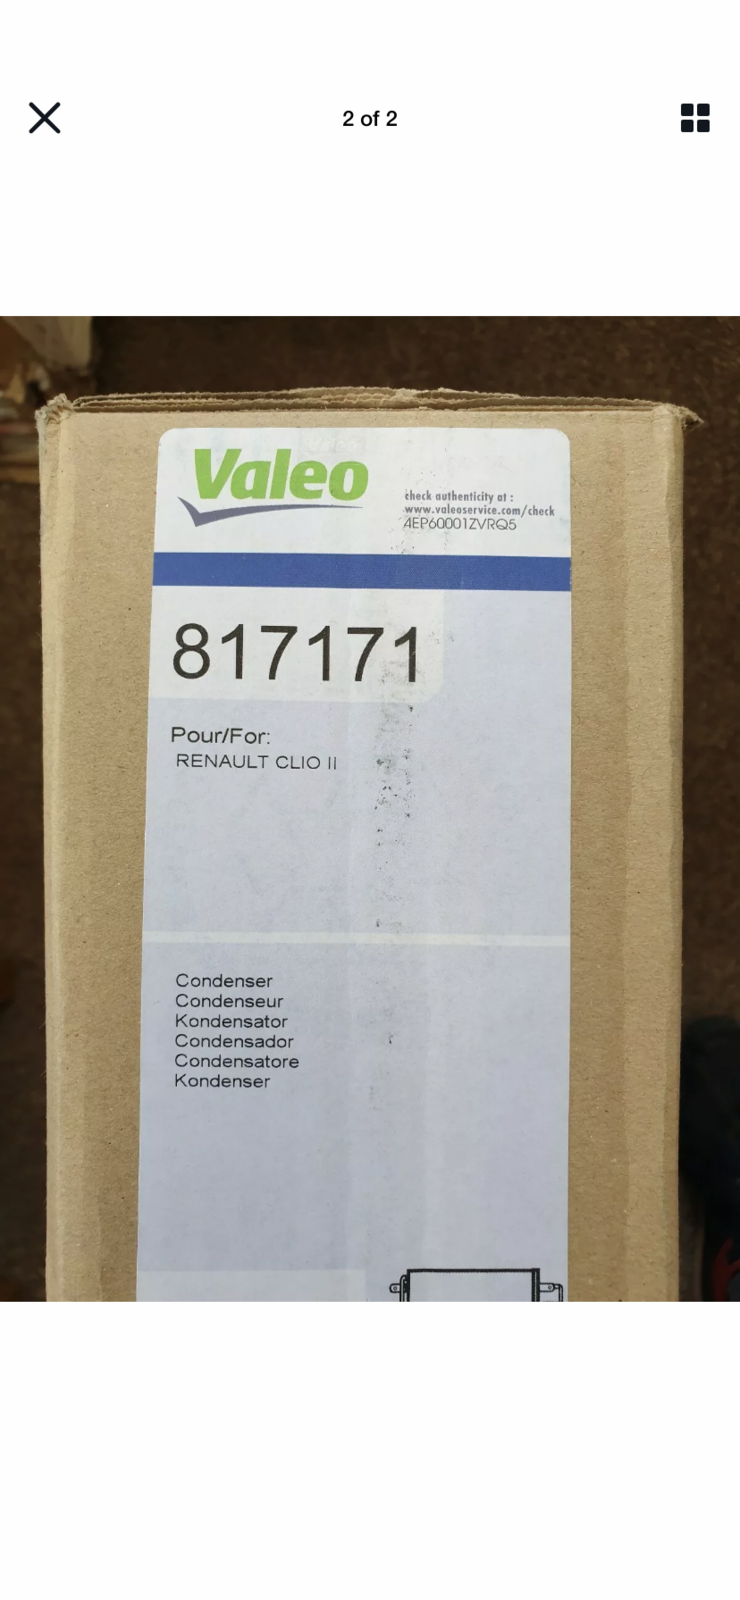 2 of 2
Valeo
check authenticity at :
www.valeoservice.com/check
4EP60001ZVRQ5
817171
Pour/For:
RENAULT CLIO II
Condenser
Condenseur
Kondensator
Condensador
Condensatore
Kondenser